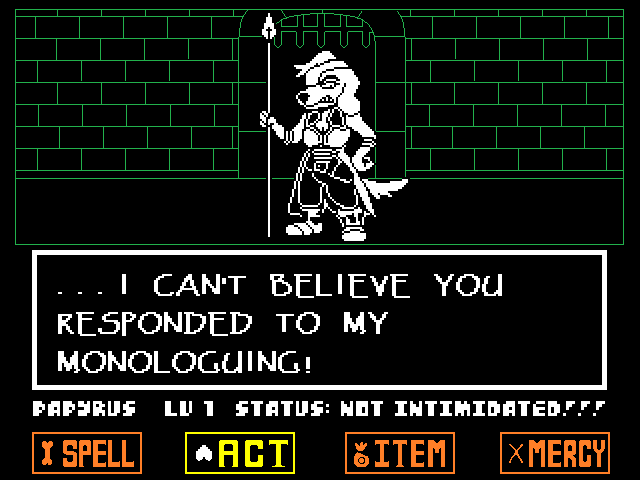 ...I CAN'T BELIEVE YOU
RESPONDED TO MY
MONOLOGUING!
PAPYRUS LV 1 STATUS: NOT INTIMIDATED!!!
SPELL ACT ITEM MERCY